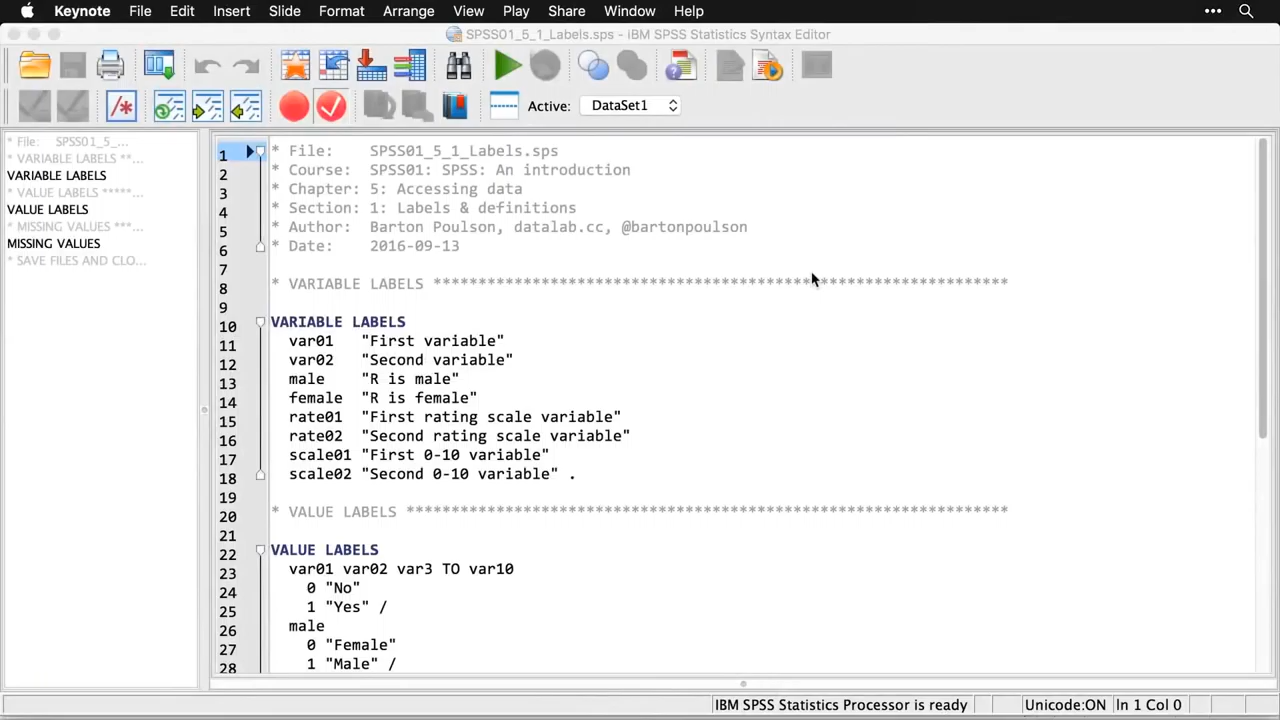 Keynote File Edit Insert Slide Format Arrange View Play Share Window Help
SPSS01_5_1_Labels.sps - IBM SPSS Statistics Syntax Editor
Active: DataSet1
* File: SPSS01_5_...
* VARIABLE LABELS **...
VARIABLE LABELS
* VALUE LABELS *****...
VALUE LABELS
* MISSING VALUES ***...
MISSING VALUES
* SAVE FILES AND CLO...
1 * File: SPSS01_5_1_Labels.sps
2 * Course: SPSS01: SPSS: An introduction
3 * Chapter: 5: Accessing data
4 * Section: 1: Labels & definitions
5 * Author: Barton Poulson, datalab.cc, @bartonpoulson
6 * Date: 2016-09-13
7
8 * VARIABLE LABELS ****************************************************************
9
10 VARIABLE LABELS
11 var01 "First variable"
12 var02 "Second variable"
13 male "R is male"
14 female "R is female"
15 rate01 "First rating scale variable"
16 rate02 "Second rating scale variable"
17 scale01 "First 0-10 variable"
18 scale02 "Second 0-10 variable" .
19
20 * VALUE LABELS *******************************************************************
21
22 VALUE LABELS
23 var01 var02 var3 TO var10
24 0 "No"
25 1 "Yes" /
26 male
27 0 "Female"
28 1 "Male" /
IBM SPSS Statistics Processor is ready Unicode:ON In 1 Col 0